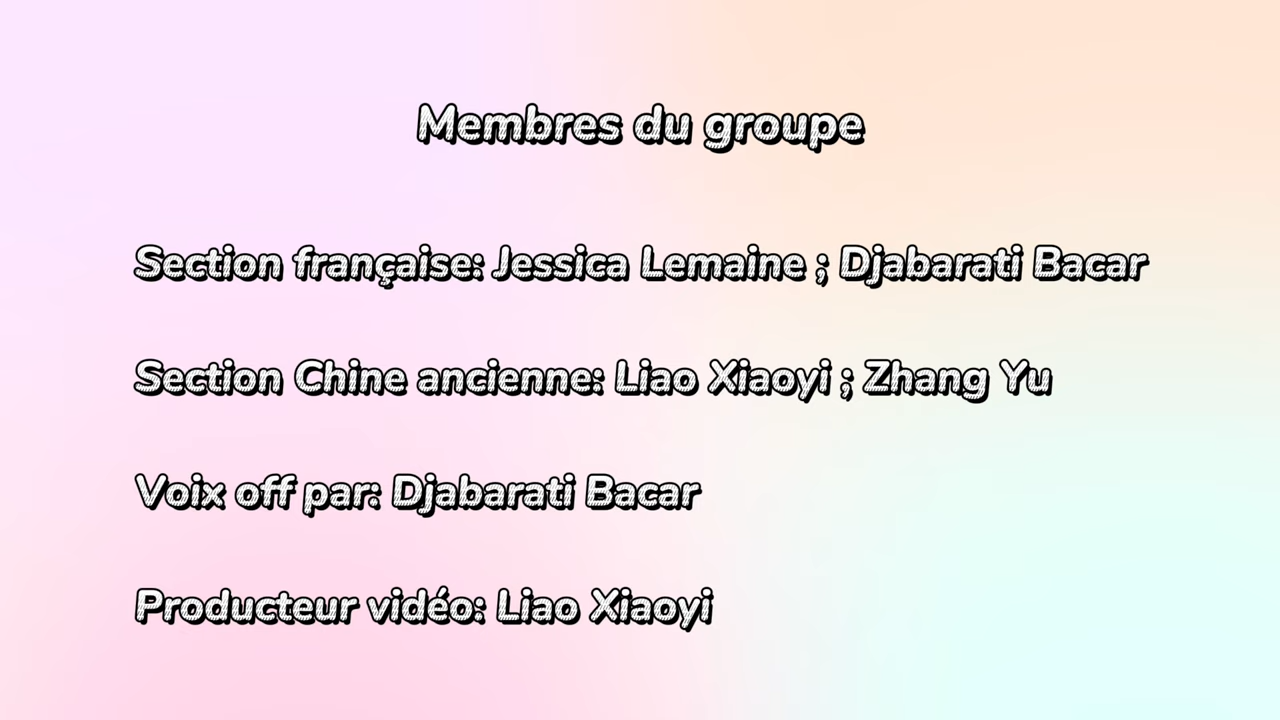 Membres du groupe
Section française: Jessica Lemaine ; Djabarati Bacar
Section Chine ancienne: Liao Xiaoyi ; Zhang Yu
Voix off par: Djabarati Bacar
Producteur vidéo: Liao Xiaoyi